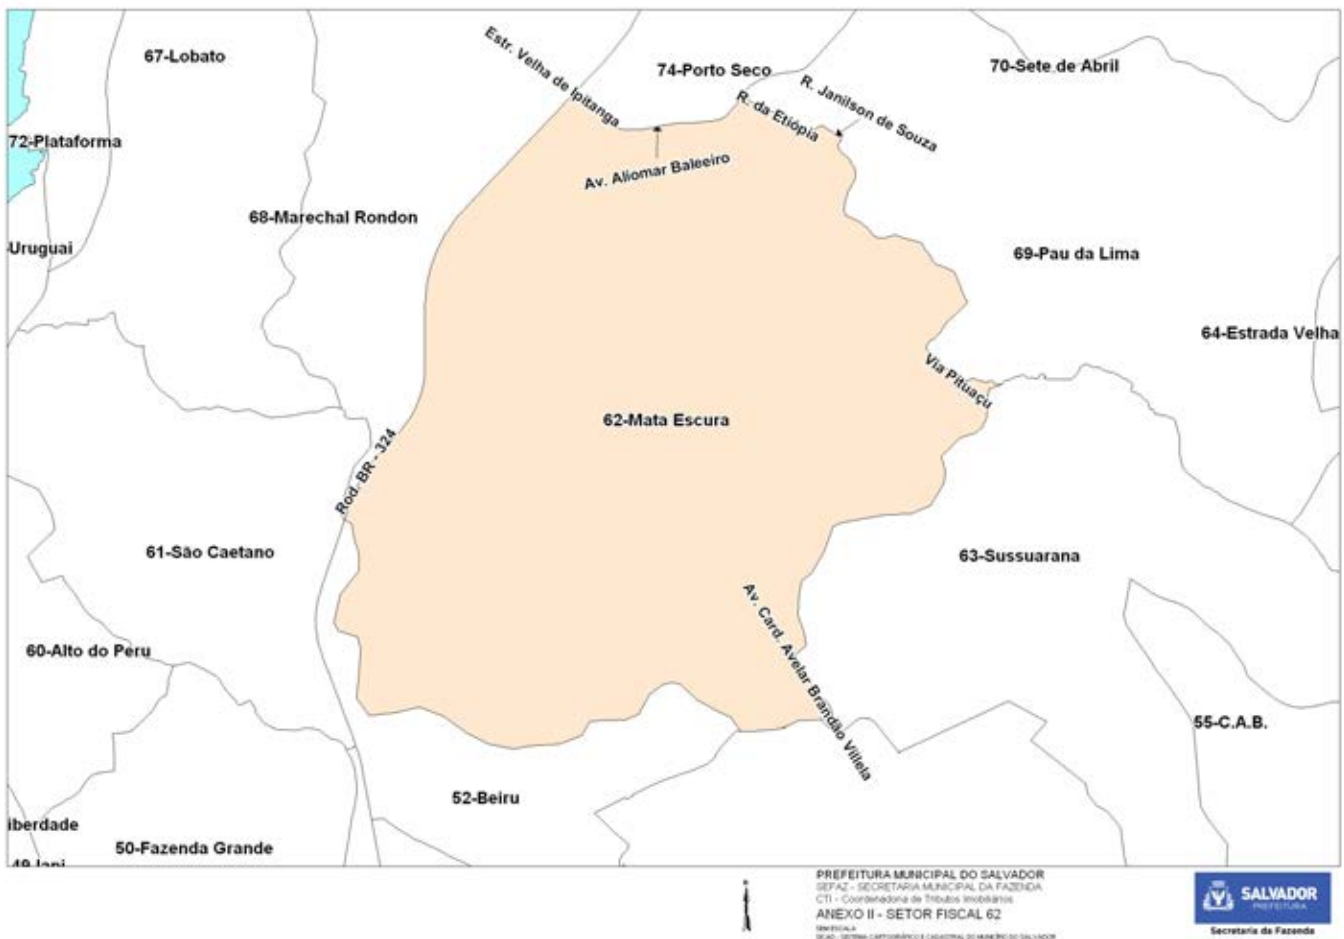 67-Lobato
Estr. Velha de Ipitanga
74-Porto Seco
70-Sete de Abril
R. Janilson de Souza
R. da Etiópia
72-Plataforma
Av. Aliomar Baleeiro
68-Marechal Rondon
-Uruguai
69-Pau da Lima
64-Estrada Velha
Via Pituaçu
62-Mata Escura
Rod. BR - 324
61-São Caetano
63-Sussuarana
Av. Card. Avelar Brandão Villela
60-Alto do Peru
55-C.A.B.
52-Beiru
iberdade
50-Fazenda Grande
PREFEITURA MUNICIPAL DO SALVADOR
SEFAZ - SECRETARIA MUNICIPAL DA FAZENDA
CTI - Coordenadoria de Tributos Imobiliários
ANEXO II - SETOR FISCAL 62
SEM ESCALA
SALVADOR
PREFEITURA
Secretaria da Fazenda